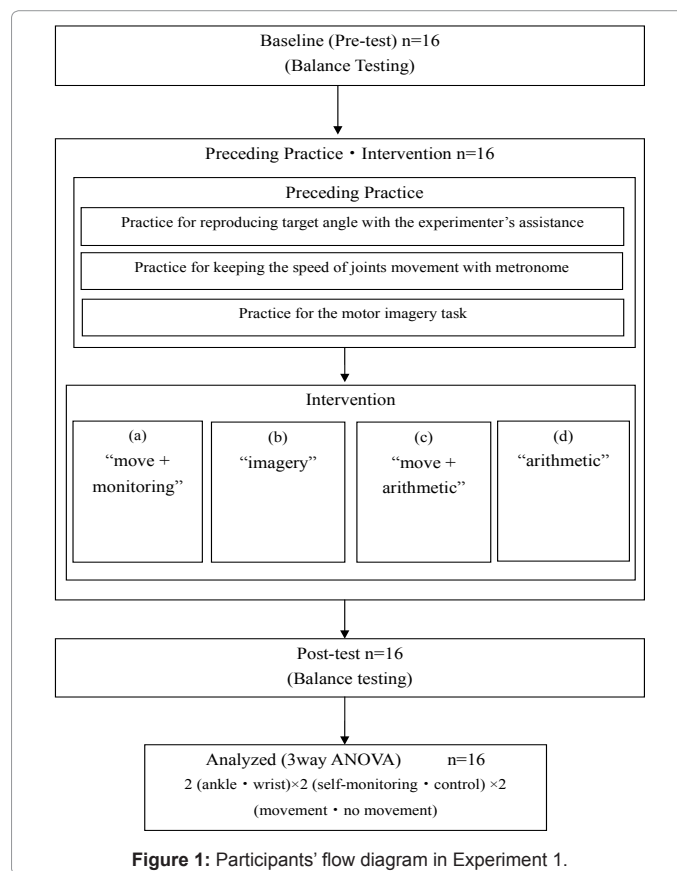 Baseline (Pre-test) n=16
(Balance Testing)
Preceding Practice・Intervention n=16
Preceding Practice
Practice for reproducing target angle with the experimenter’s assistance
Practice for keeping the speed of joints movement with metronome
Practice for the motor imagery task
Intervention
(a)
“move +
monitoring”
(b)
“imagery”
(c)
“move +
arithmetic”
(d)
“arithmetic”
Post-test n=16
(Balance testing)
Analyzed (3way ANOVA) n=16
2 (ankle・wrist)×2 (self-monitoring・control) ×2
(movement・no movement)
Figure 1: Participants’ flow diagram in Experiment 1.